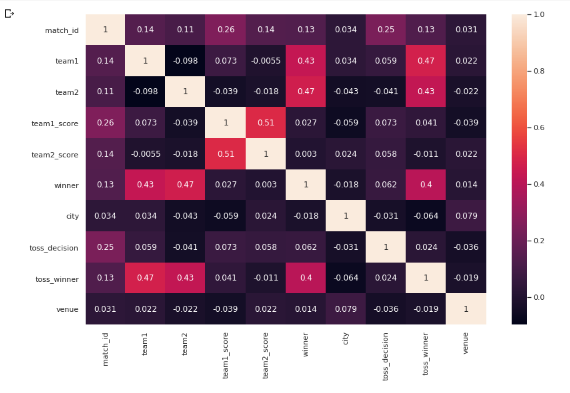 match_id 1 0.14 0.11 0.26 0.14 0.13 0.034 0.25 0.13 0.031
team1 0.14 1 -0.098 0.073 -0.0055 0.43 0.034 0.059 0.47 0.022
team2 0.11 -0.098 1 -0.039 -0.018 0.47 -0.043 -0.041 0.43 -0.022
team1_score 0.26 0.073 -0.039 1 0.51 0.027 -0.059 0.073 0.041 -0.039
team2_score 0.14 -0.0055 -0.018 0.51 1 0.003 0.024 0.058 -0.011 0.022
winner 0.13 0.43 0.47 0.027 0.003 1 -0.018 0.062 0.4 0.014
city 0.034 0.034 -0.043 -0.059 0.024 -0.018 1 -0.031 -0.064 0.079
toss_decision 0.25 0.059 -0.041 0.073 0.058 0.062 -0.031 1 0.024 -0.036
toss_winner 0.13 0.47 0.43 0.041 -0.011 0.4 -0.064 0.024 1 -0.019
venue 0.031 0.022 -0.022 -0.039 0.022 0.014 0.079 -0.036 -0.019 1
match_id team1 team2 team1_score team2_score winner city toss_decision toss_winner venue
1.0
0.8
0.6
0.4
0.2
0.0